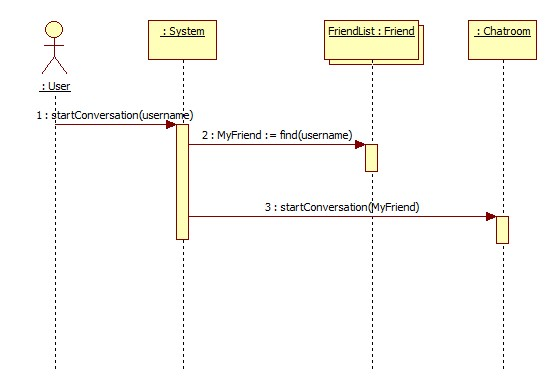 : System
FriendList : Friend
: Chatroom
: User
1 : startConversation(username)
2 : MyFriend := find(username)
3 : startConversation(MyFriend)